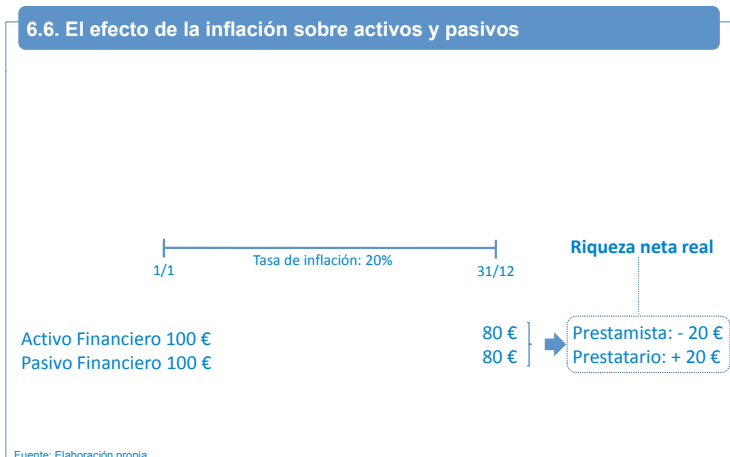 6.6. El efecto de la inflación sobre activos y pasivos
Riqueza neta real
Tasa de inflación: 20%
1/1
31/12
Activo Financiero 100 €
80 €
Prestamista: - 20 €
Pasivo Financiero 100 €
80 €
Prestatario: + 20 €
Fuente: Elaboración propia